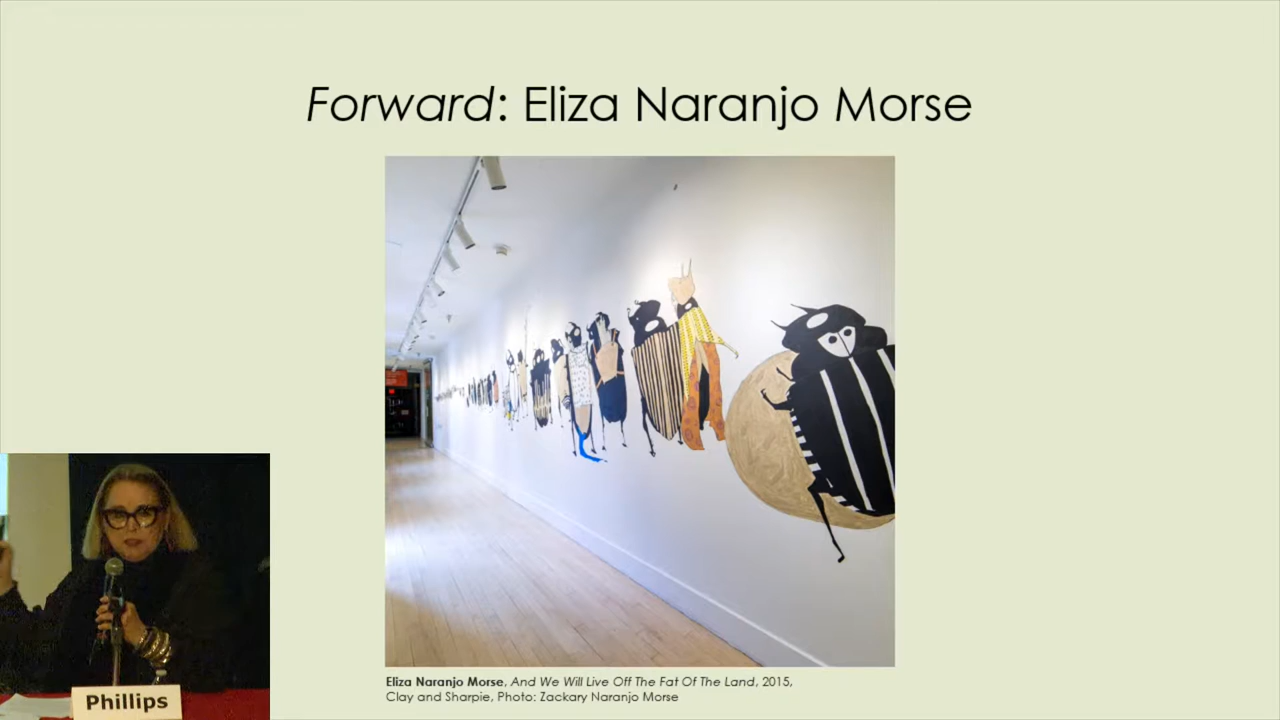 Forward: Eliza Naranjo Morse
Eliza Naranjo Morse, And We Will Live Off The Fat Of The Land, 2015,
Clay and Sharpie, Photo: Zackary Naranjo Morse
Phillips